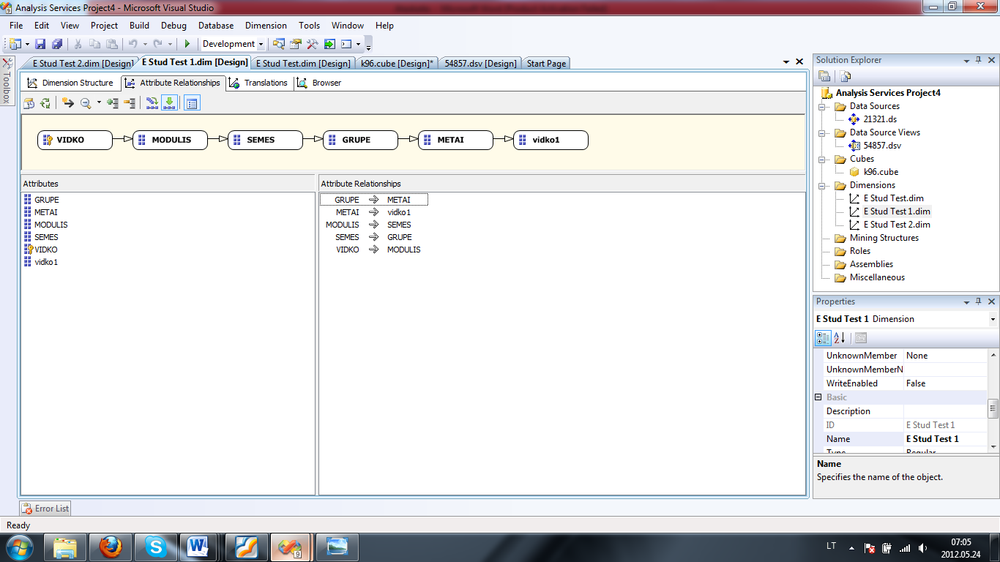 Analysis Services Project4 - Microsoft Visual Studio
File Edit View Project Build Debug Database Dimension Tools Window Help
Development
Toolbox
E Stud Test 2.dim [Design] E Stud Test 1.dim [Design] E Stud Test.dim [Design] k96.cube [Design]* 54857.dsv [Design] Start Page
Dimension Structure Attribute Relationships Translations Browser
VIDKO MODULIS SEMES GRUPE METAI vidko1
Attributes
GRUPE
METAI
MODULIS
SEMES
VIDKO
vidko1
Attribute Relationships
GRUPE METAI
METAI vidko1
MODULIS SEMES
SEMES GRUPE
VIDKO MODULIS
Solution Explorer
Analysis Services Project4
Data Sources
21321.ds
Data Source Views
54857.dsv
Cubes
k96.cube
Dimensions
E Stud Test.dim
E Stud Test 1.dim
E Stud Test 2.dim
Mining Structures
Roles
Assemblies
Miscellaneous
Properties
E Stud Test 1 Dimension
UnknownMember None
UnknownMemberN
WriteEnabled False
Basic
Description
ID E Stud Test 1
Name E Stud Test 1
Type Regular
Name
Specifies the name of the object.
Error List
Ready
LT
07:05
2012.05.24